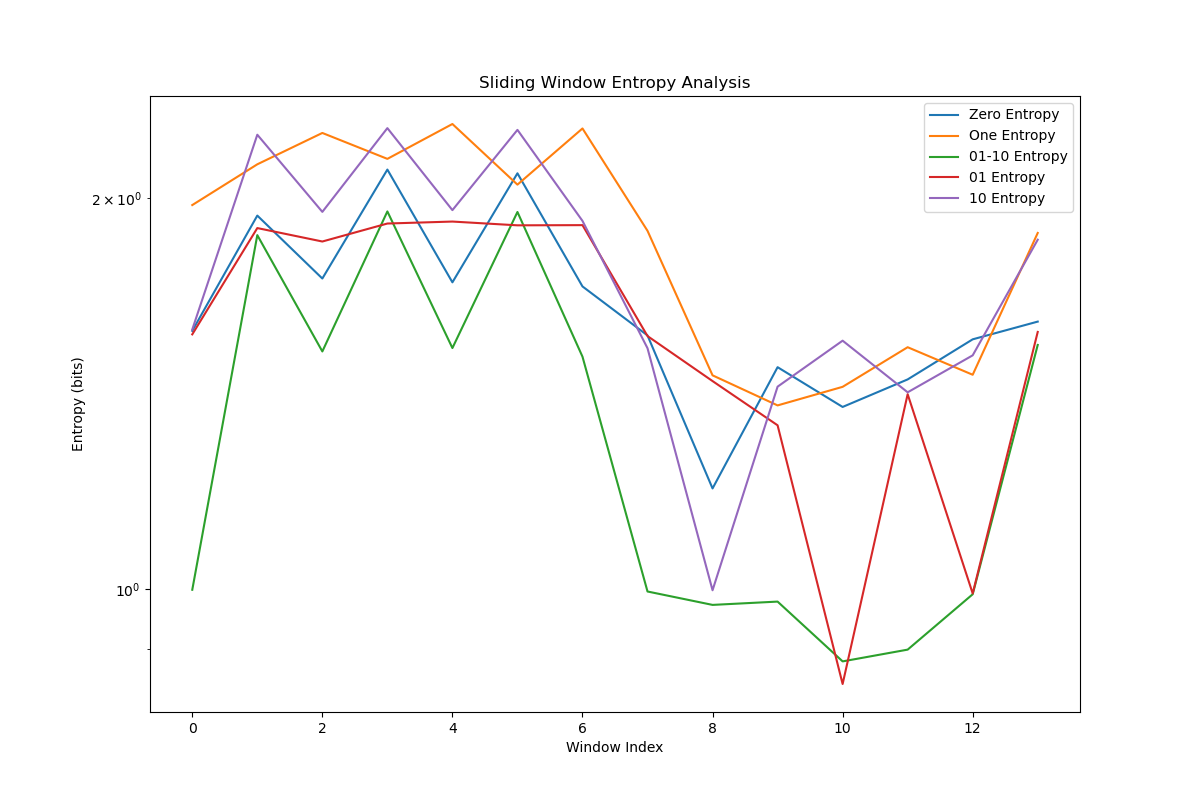 Sliding Window Entropy Analysis
Zero Entropy
One Entropy
01-10 Entropy
01 Entropy
10 Entropy
2 × 10⁰
10⁰
Entropy (bits)
0 2 4 6 8 10 12
Window Index